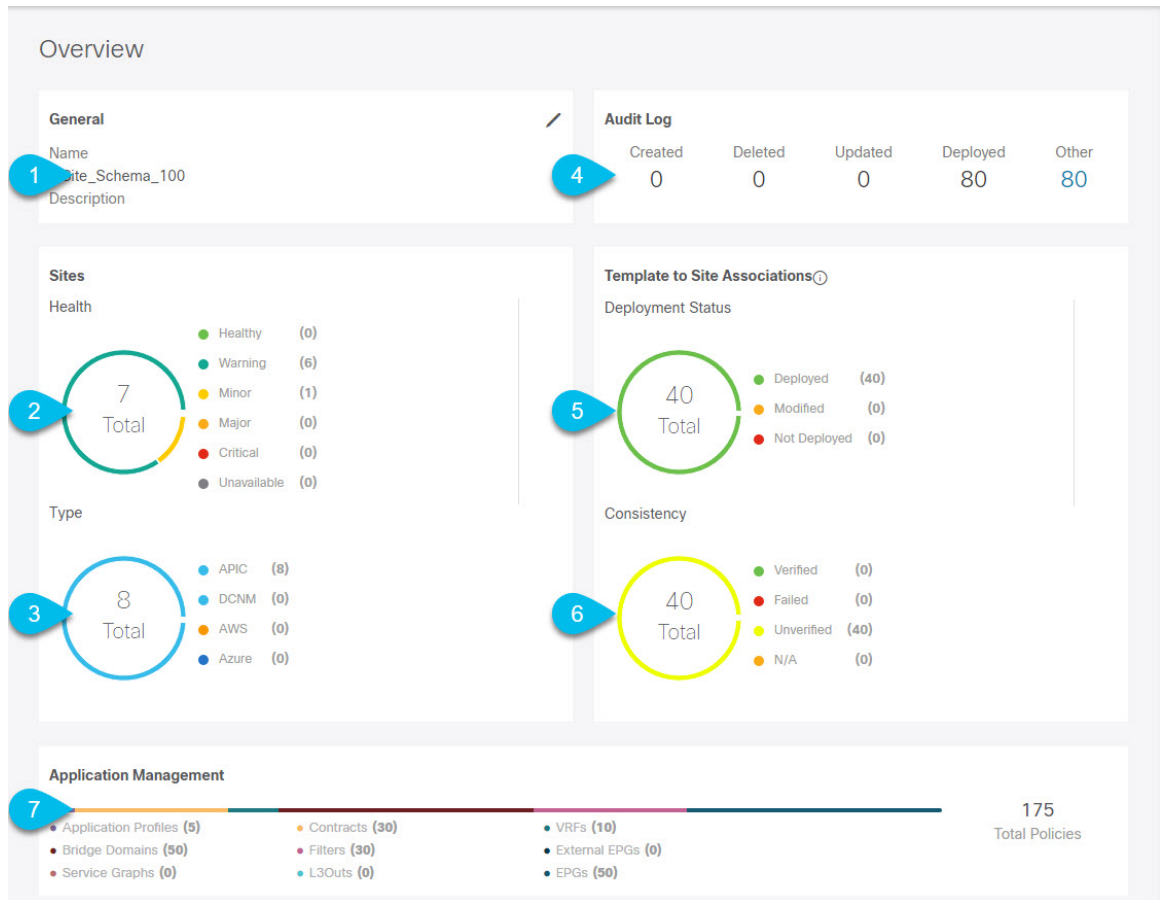 Overview
General
Name
1
ite_Schema_100
Description
Audit Log
Created Deleted Updated Deployed Other
4
0 0 0 80 80
Sites
Health
2
7
Total
Healthy (0)
Warning (6)
Minor (1)
Major (0)
Critical (0)
Unavailable (0)
Type
3
8
Total
APIC (8)
DCNM (0)
AWS (0)
Azure (0)
Template to Site Associations
Deployment Status
5
40
Total
Deployed (40)
Modified (0)
Not Deployed (0)
Consistency
6
40
Total
Verified (0)
Failed (0)
Unverified (40)
N/A (0)
Application Management
7
Application Profiles (5) Contracts (30) VRFs (10)
Bridge Domains (50) Filters (30) External EPGs (0)
Service Graphs (0) L3Outs (0) EPGs (50)
175
Total Policies